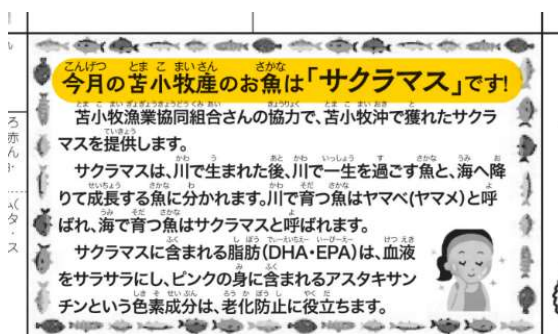 今月の苫小牧産のお魚は「サクラマス」です!
苫小牧漁業協同組合さんの協力で、苫小牧沖で獲れたサクラ
マスを提供します。
サクラマスは、川で生まれた後、川で一生を過ごす魚と、海へ降
りて成長する魚に分かれます。川で育つ魚はヤマベ(ヤマメ)と呼
ばれ、海で育つ魚はサクラマスと呼ばれます。
サクラマスに含まれる脂肪(DHA・EPA)は、血液
をサラサラにし、ピンクの身に含まれるアスタキサン
チンという色素成分は、老化防止に役立ちます。